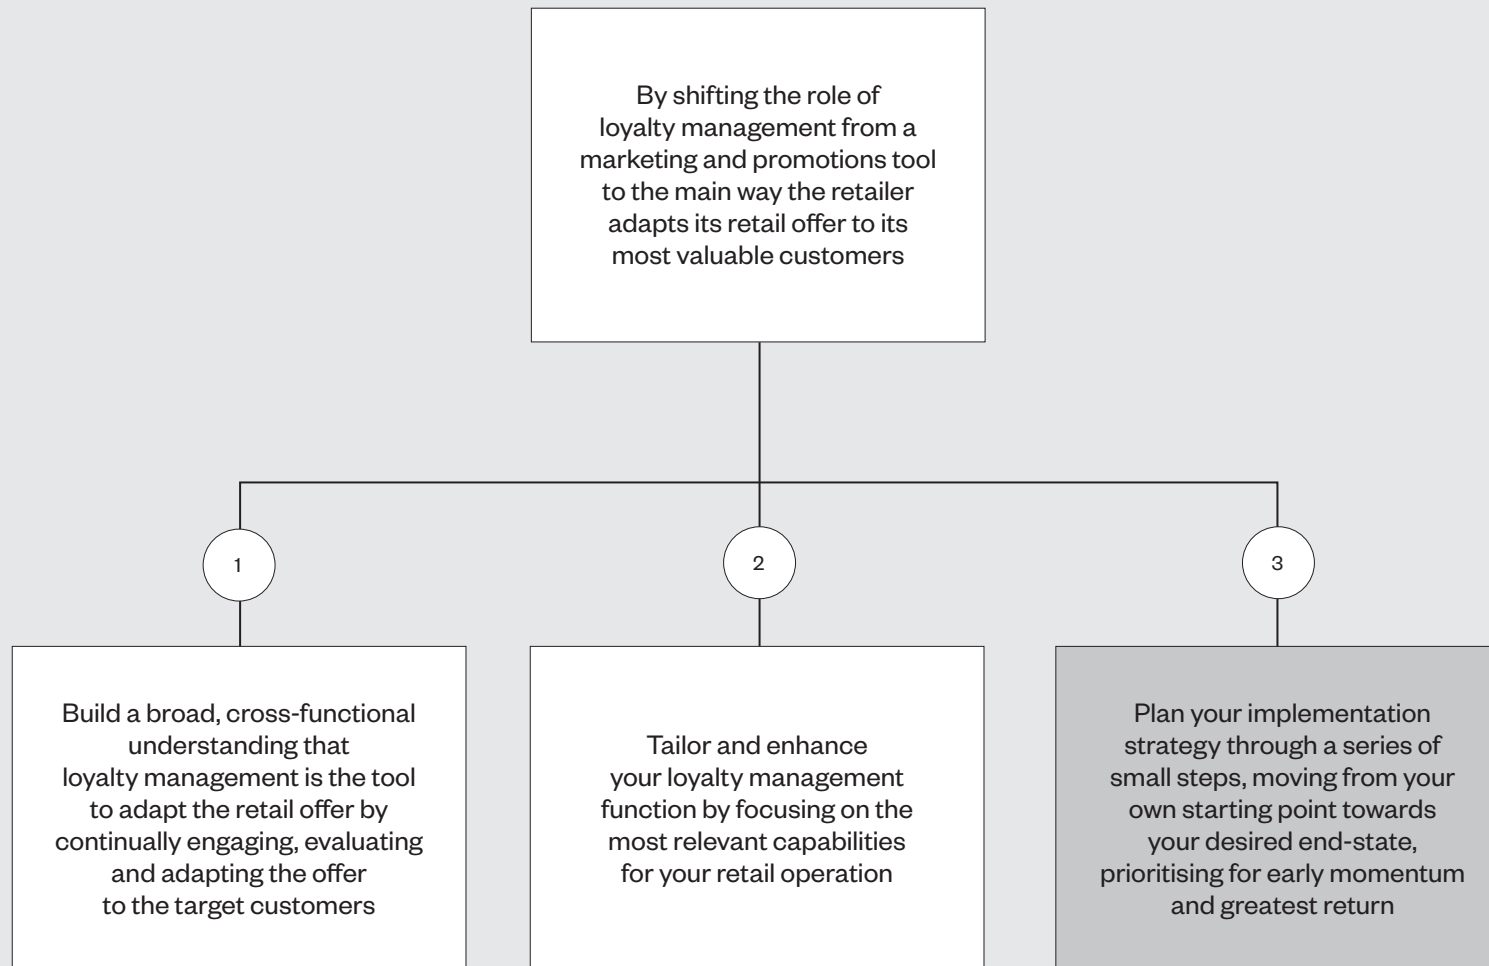 By shifting the role of
loyalty management from a
marketing and promotions tool
to the main way the retailer
adapts its retail offer to its
most valuable customers
1
2
3
Build a broad, cross-functional
understanding that
loyalty management is the tool
to adapt the retail offer by
continually engaging, evaluating
and adapting the offer
to the target customers
Tailor and enhance
your loyalty management
function by focusing on the
most relevant capabilities
for your retail operation
Plan your implementation
strategy through a series of
small steps, moving from your
own starting point towards
your desired end-state,
prioritising for early momentum
and greatest return